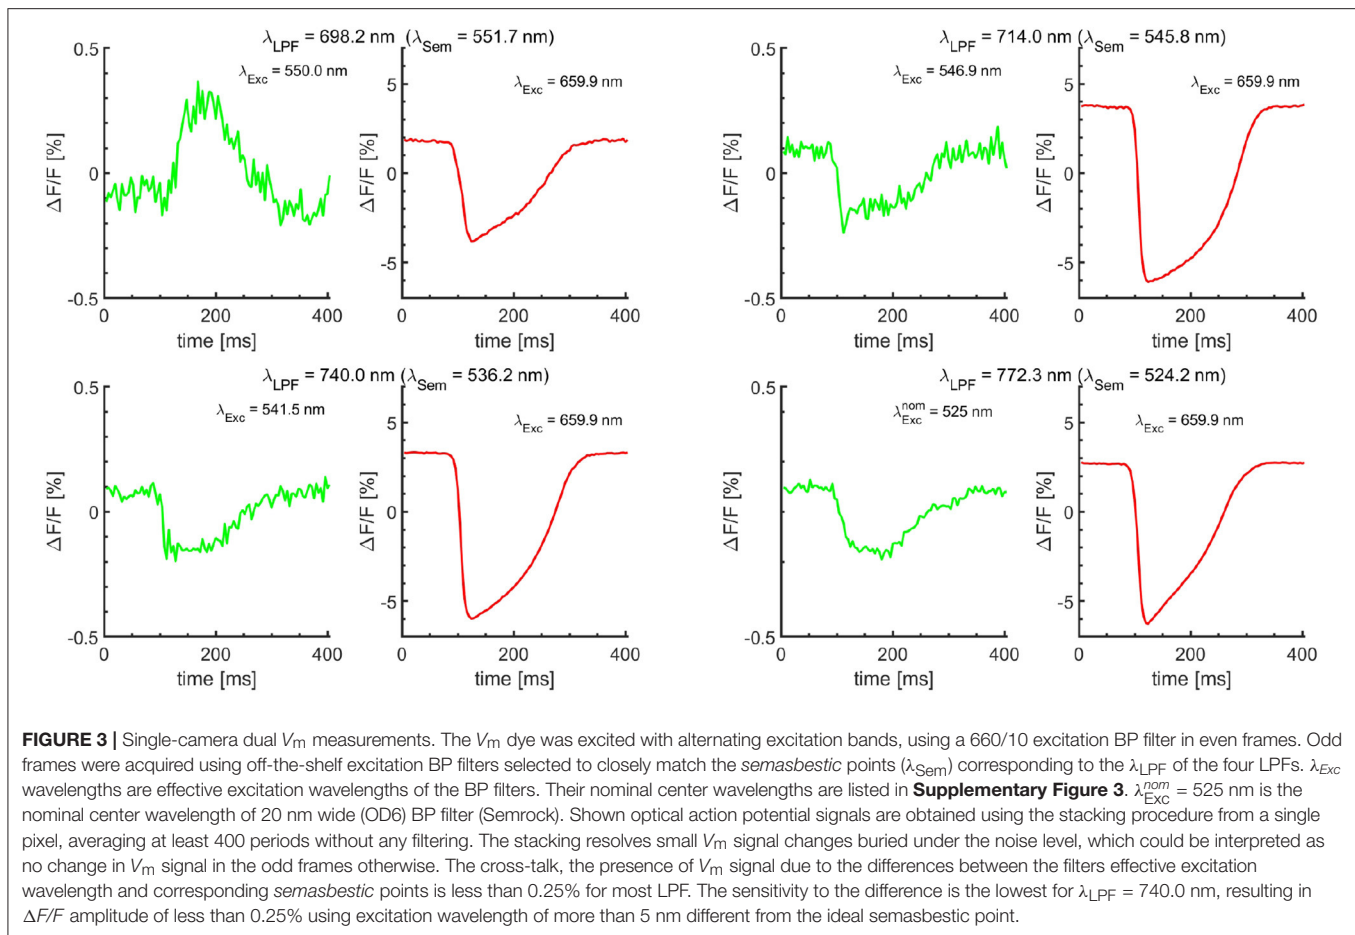 λLPF = 698.2 nm (λSem = 551.7 nm)
λExc = 550.0 nm
λExc = 659.9 nm
0.5
0
-0.5
ΔF/F [%]
0 200 400
time [ms]
5
0
-5
ΔF/F [%]
0 200 400
time [ms]
λLPF = 714.0 nm (λSem = 545.8 nm)
λExc = 546.9 nm
λExc = 659.9 nm
0.5
0
-0.5
ΔF/F [%]
0 200 400
time [ms]
5
0
-5
ΔF/F [%]
0 200 400
time [ms]
λLPF = 740.0 nm (λSem = 536.2 nm)
λExc = 541.5 nm
λExc = 659.9 nm
0.5
0
-0.5
ΔF/F [%]
0 200 400
time [ms]
5
0
-5
ΔF/F [%]
0 200 400
time [ms]
λLPF = 772.3 nm (λSem = 524.2 nm)
λExc^nom = 525 nm
λExc = 659.9 nm
0.5
0
-0.5
ΔF/F [%]
0 200 400
time [ms]
5
0
-5
ΔF/F [%]
0 200 400
time [ms]
FIGURE 3 | Single-camera dual Vm measurements. The Vm dye was excited with alternating excitation bands, using a 660/10 excitation BP filter in even frames. Odd
frames were acquired using off-the-shelf excitation BP filters selected to closely match the semasbestic points (λSem) corresponding to the λLPF of the four LPFs. λExc
wavelengths are effective excitation wavelengths of the BP filters. Their nominal center wavelengths are listed in Supplementary Figure 3. λExc^nom = 525 nm is the
nominal center wavelength of 20 nm wide (OD6) BP filter (Semrock). Shown optical action potential signals are obtained using the stacking procedure from a single
pixel, averaging at least 400 periods without any filtering. The stacking resolves small Vm signal changes buried under the noise level, which could be interpreted as
no change in Vm signal in the odd frames otherwise. The cross-talk, the presence of Vm signal due to the differences between the filters effective excitation
wavelength and corresponding semasbestic points is less than 0.25% for most LPF. The sensitivity to the difference is the lowest for λLPF = 740.0 nm, resulting in
ΔF/F amplitude of less than 0.25% using excitation wavelength of more than 5 nm different from the ideal semasbestic point.